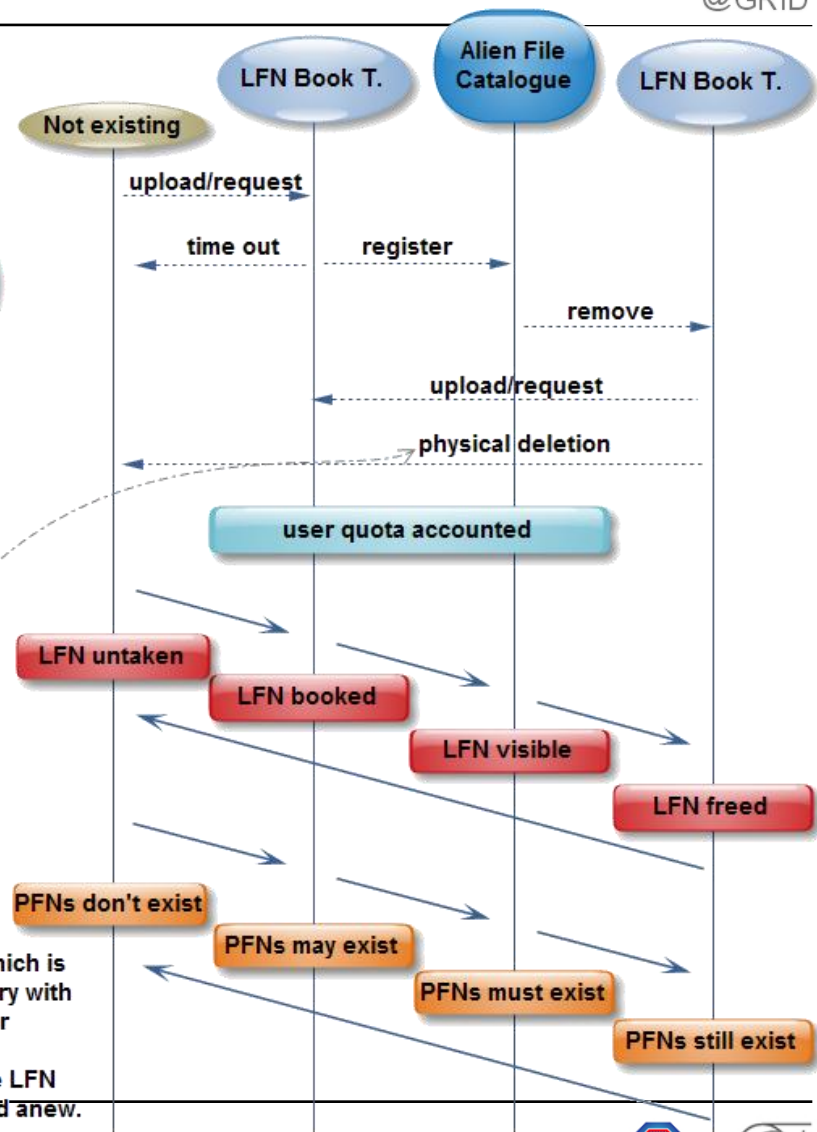 @GRID
LFN Book T.
Alien File
Catalogue
LFN Book T.
Not existing
upload/request
time out
register
remove
upload/request
physical deletion
user quota accounted
LFN untaken
LFN booked
LFN visible
LFN freed
PFNs don't exist
PFNs may exist
PFNs must exist
PFNs still exist
which is
with
LFN
anew.